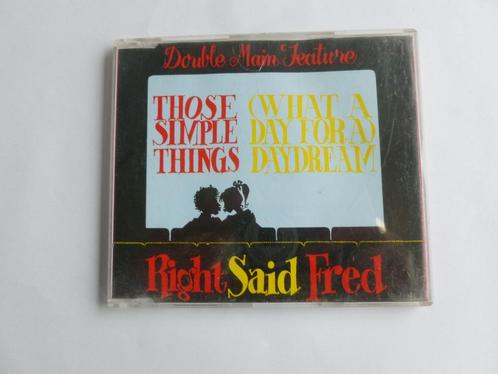 Double Main Feature
THOSE SIMPLE THINGS
(WHAT A DAY FOR A) DAYDREAM
Right Said Fred